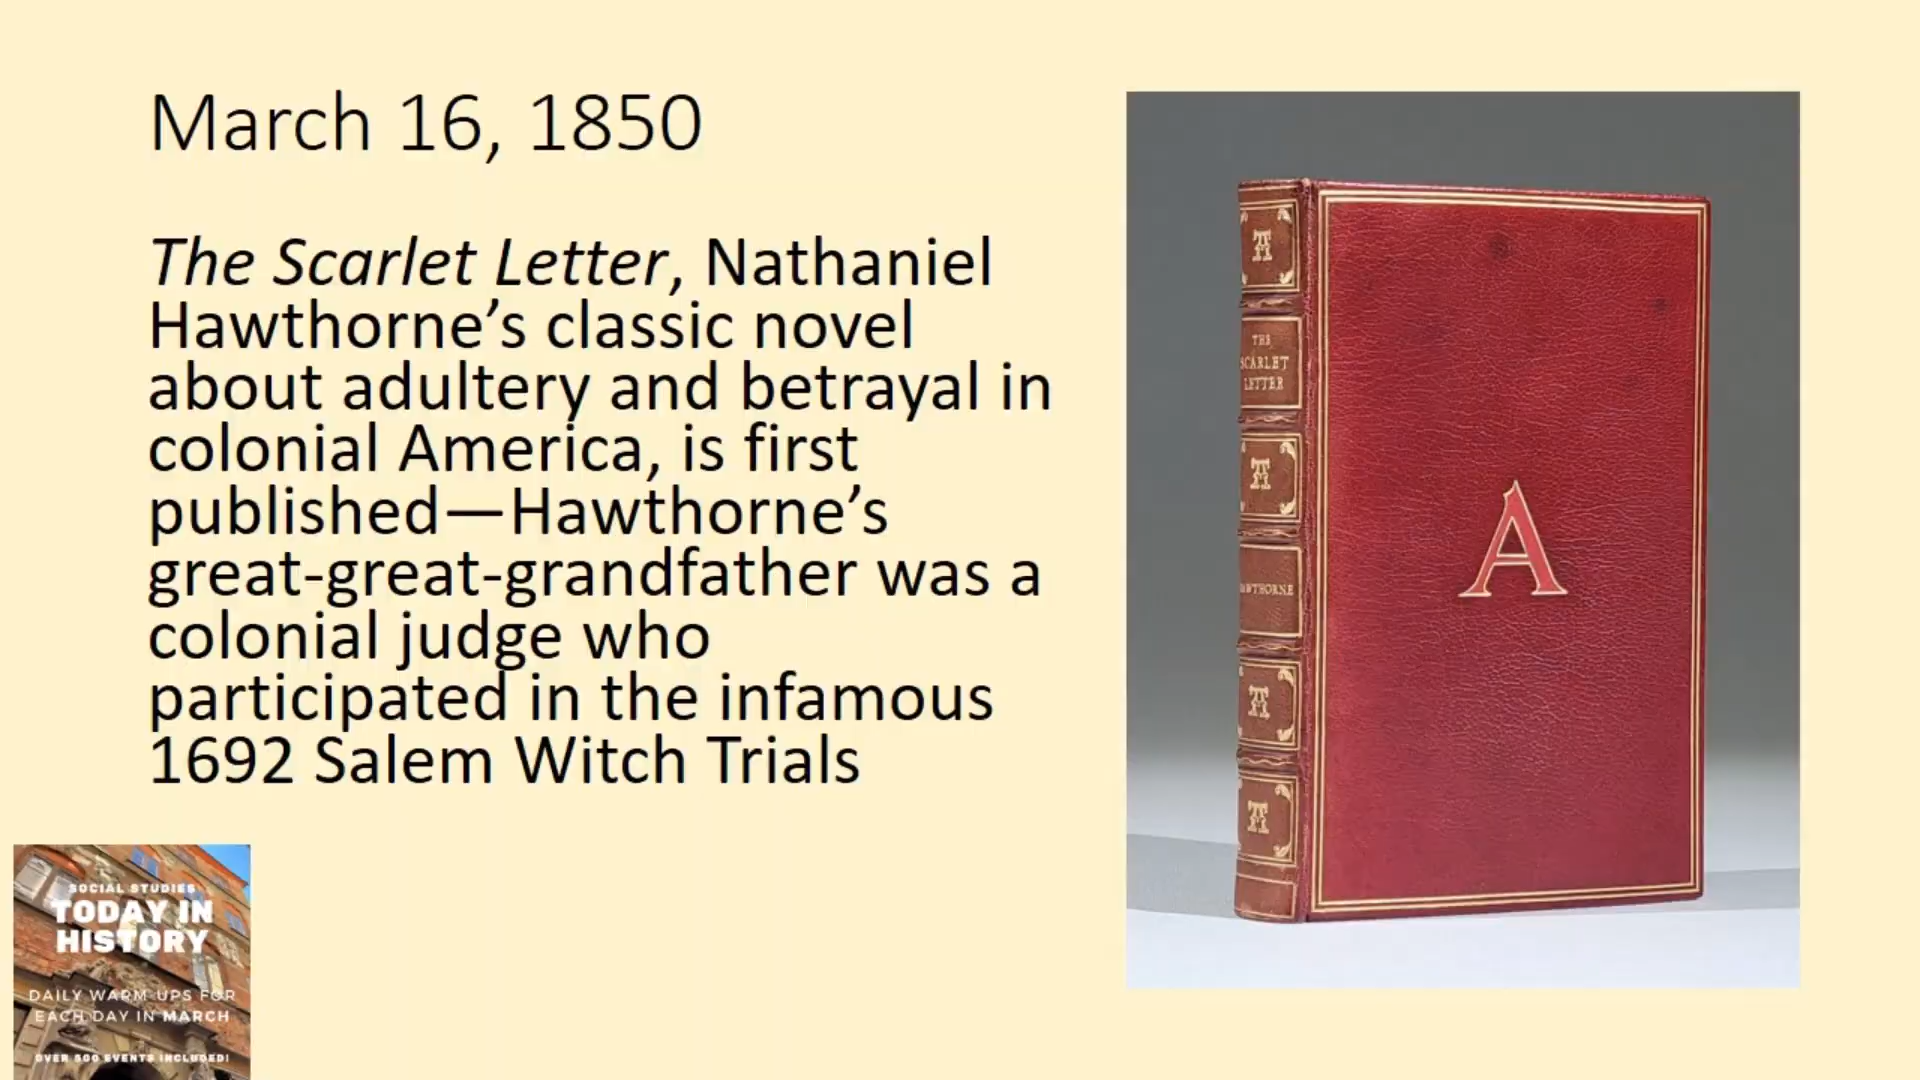 March 16, 1850
The Scarlet Letter, Nathaniel
Hawthorne’s classic novel
about adultery and betrayal in
colonial America, is first
published—Hawthorne’s
great-great-grandfather was a
colonial judge who
participated in the infamous
1692 Salem Witch Trials
A
THE
SCARLET
LETTER
A
HAWTHORNE
A
A
A
SOCIAL STUDIES
TODAY IN
HISTORY
DAILY WARM-UPS FOR
EACH DAY IN MARCH
OVER 500 EVENTS INCLUDED!